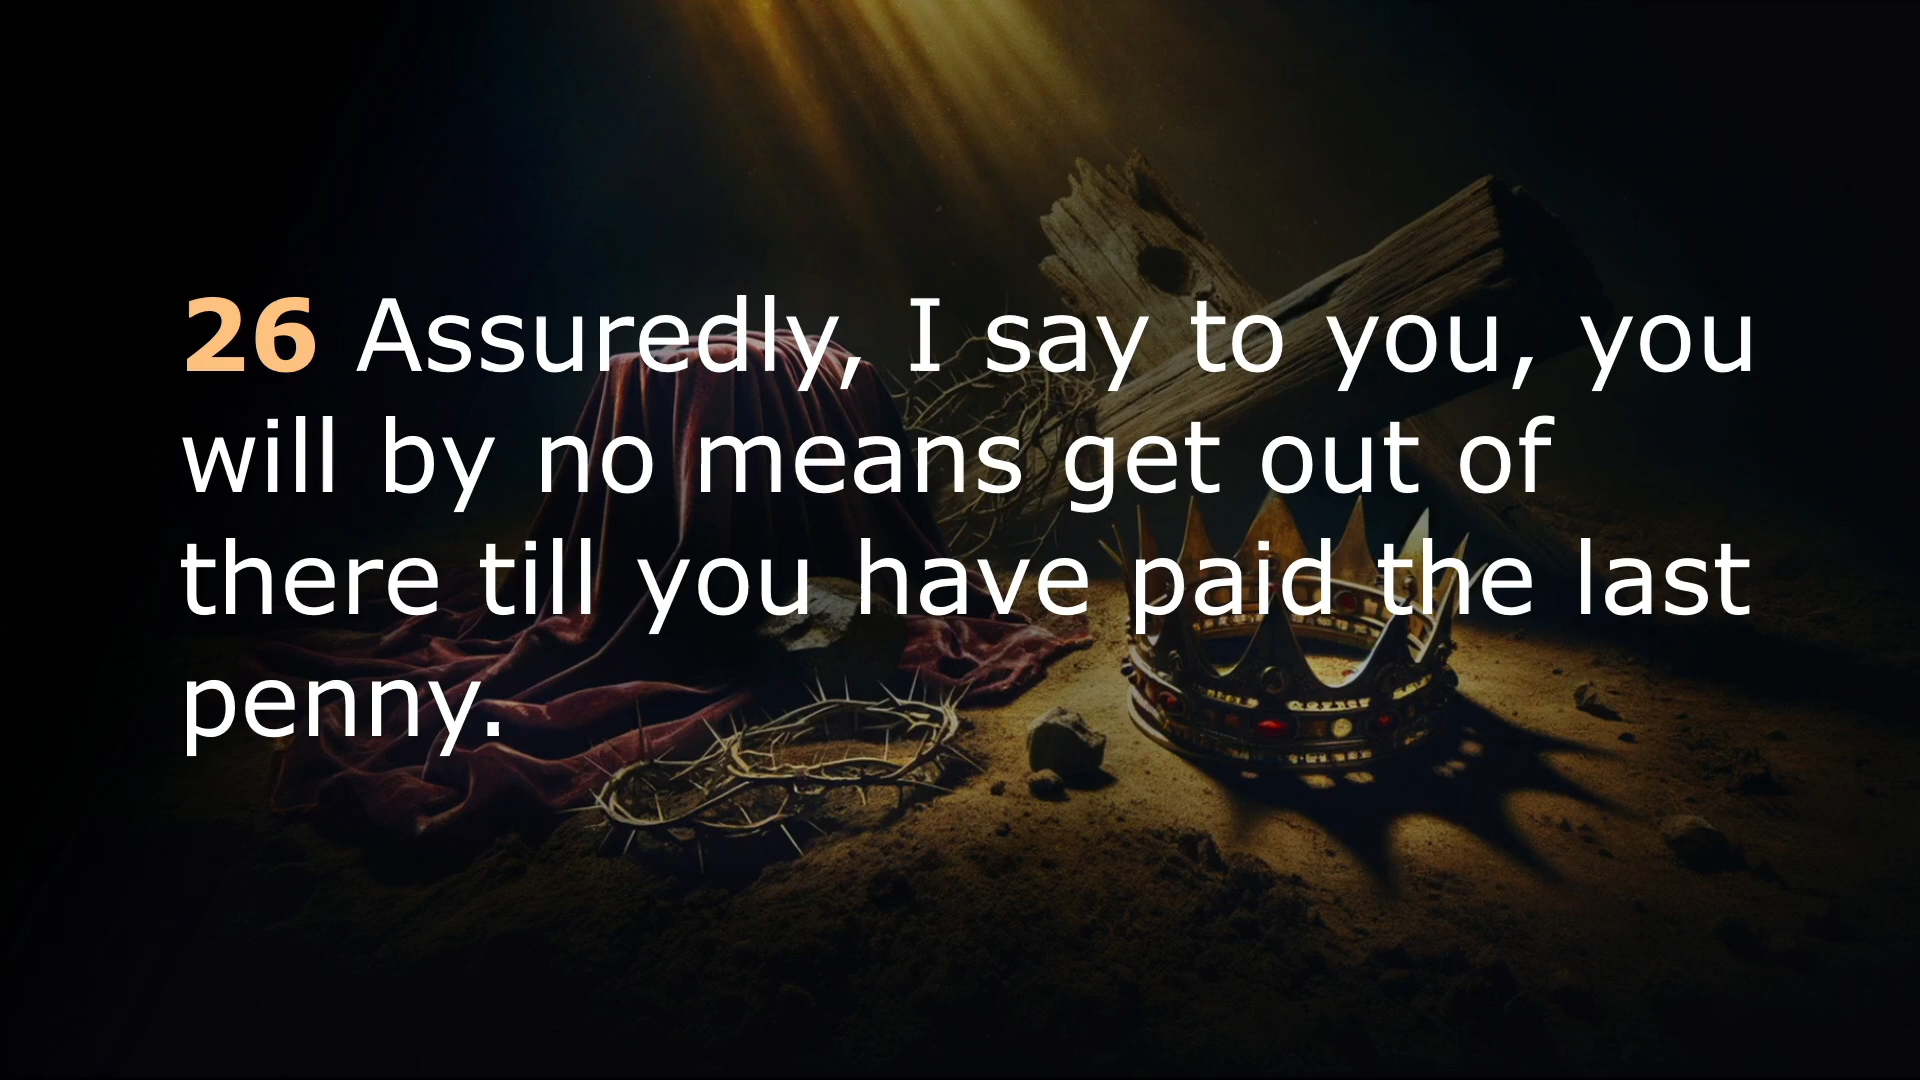 26 Assuredly, I say to you, you
will by no means get out of
there till you have paid the last
penny.